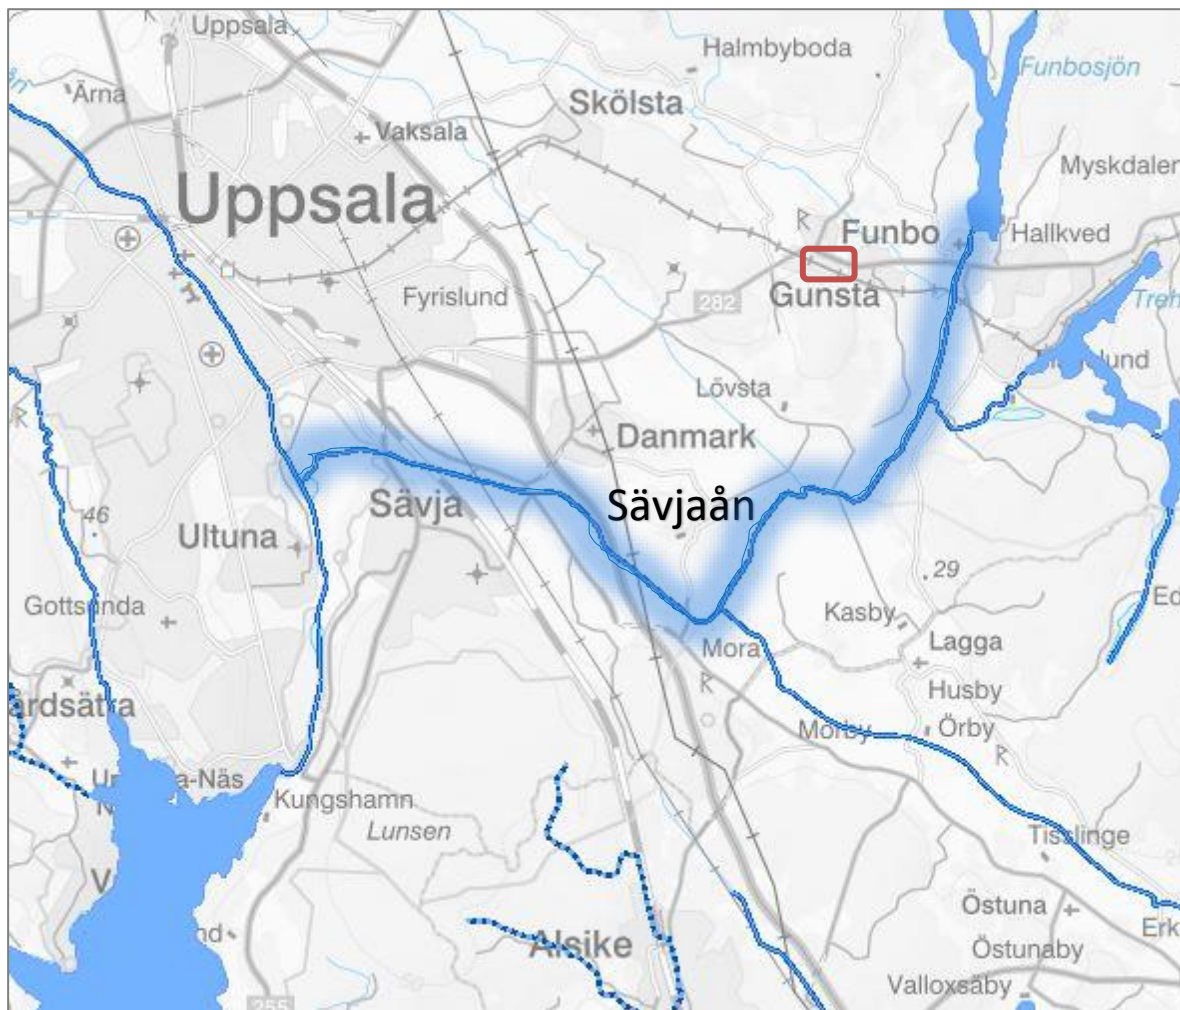 Uppsala
Halmbyboda
Funbosjön
Ärna
Skölsta
Vaksala
Myskdalen
Uppsala
Funbo
Hallkved
Fyrislund
282
Gunsta
Lövsta
Danmark
Sävja
Sävjaån
46
Ultuna
29
Gottsunda
Kasby
Mora
Lagga
Husby
Morby
Örby
Kungshamn
Lunsen
Tisslinge
Östuna
Alsike
Östunaby
Valloxsäby
255